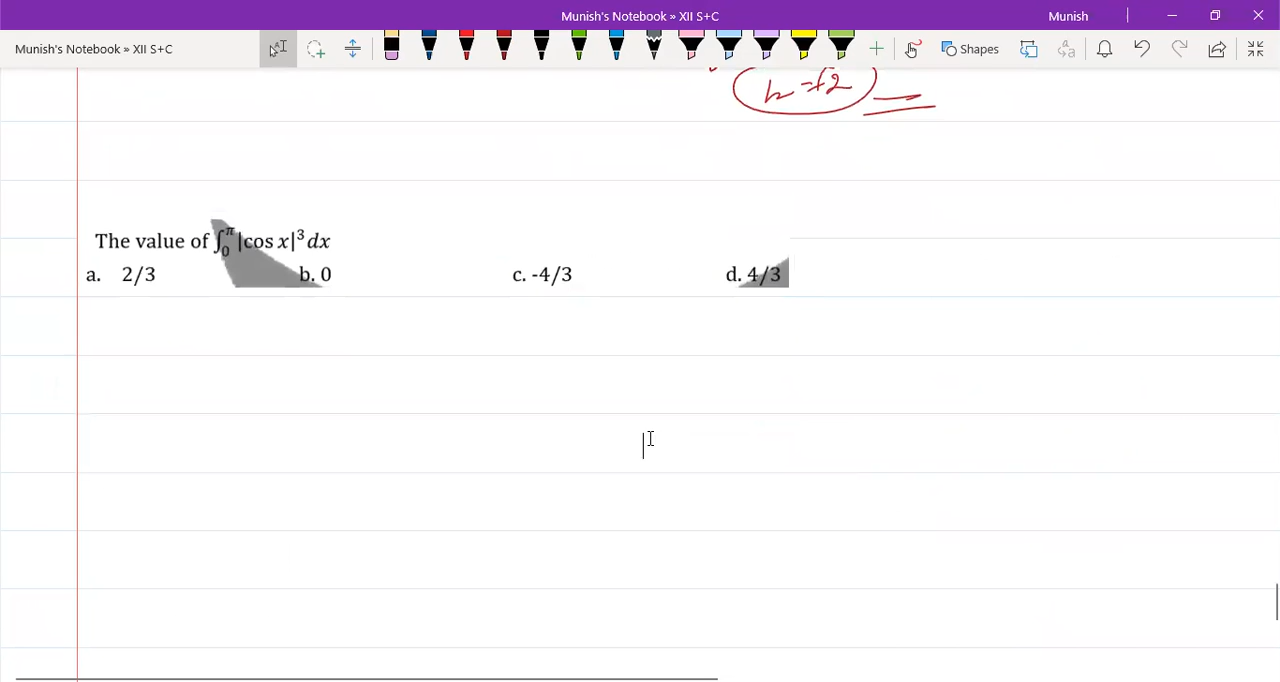 Munish's Notebook » XII S+C
Munish
Munish's Notebook » XII S+C
Shapes
h = f2
The value of ∫₀^π |cos x|³ dx
a. 2/3 b. 0 c. -4/3 d. 4/3